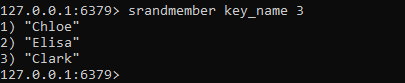 127.0.0.1:6379> srandmember key_name 3
1) "Chloe"
2) "Elisa"
3) "Clark"
127.0.0.1:6379>